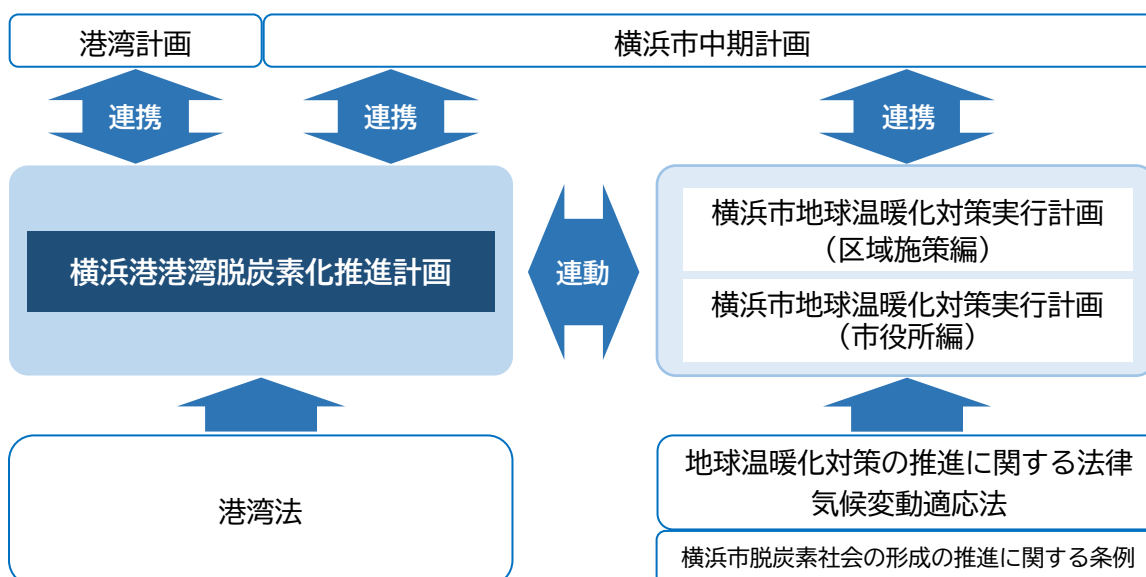 港湾計画
横浜市中期計画
連携
連携
連携
横浜港港湾脱炭素化推進計画
連動
横浜市地球温暖化対策実行計画
（区域施策編）
横浜市地球温暖化対策実行計画
（市役所編）
港湾法
地球温暖化対策の推進に関する法律
気候変動適応法
横浜市脱炭素社会の形成の推進に関する条例